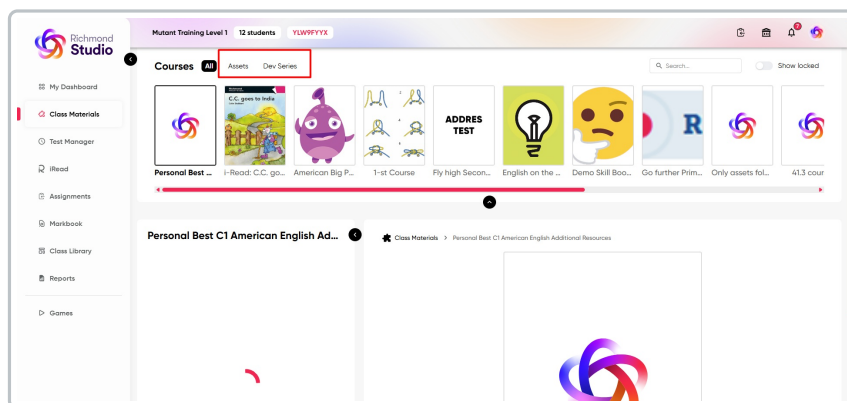 Richmond
Studio
Mutant Training Level 1
12 students
YLW9FYYX
7
Courses
All
Assets
Dev Series
Search...
Show locked
My Dashboard
Class Materials
Test Manager
iRead
Assignments
Markbook
Class Library
Reports
Games
C.C. goes to India
R
ADDRES
TEST
Personal Best ...
i-Read: C.C. go...
American Big P...
1-st Course
Fly high Secon...
English on the ...
Demo Skill Boo...
Go further Prim...
Only assets fol...
41.3 cour
Personal Best C1 American English Ad...
Class Materials > Personal Best C1 American English Additional Resources